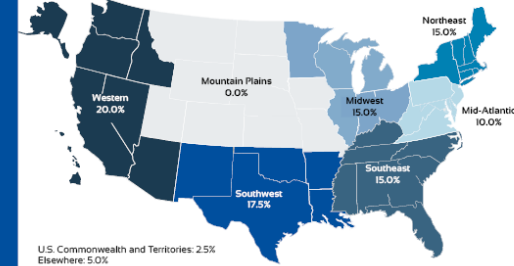 Northeast
15.0%
Mountain Plains
0.0%
Western
20.0%
Midwest
15.0%
Mid-Atlantic
10.0%
Southeast
15.0%
Southwest
17.5%
U.S. Commonwealth and Territories: 2.5%
Elsewhere: 5.0%